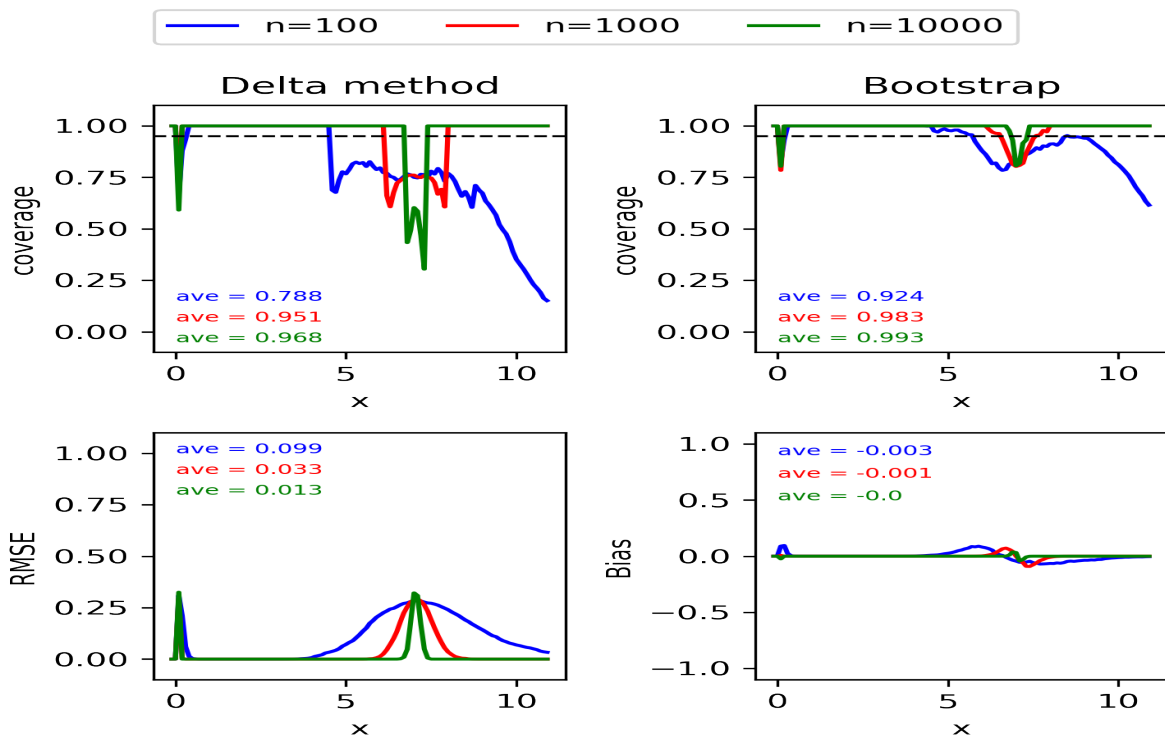 n=100 n=1000 n=10000
Delta method
1.00
0.75
0.50
0.25
0.00
coverage
ave = 0.788
ave = 0.951
ave = 0.968
0 5 10
x
Bootstrap
1.00
0.75
0.50
0.25
0.00
coverage
ave = 0.924
ave = 0.983
ave = 0.993
0 5 10
x
1.00
0.75
0.50
0.25
0.00
RMSE
ave = 0.099
ave = 0.033
ave = 0.013
0 5 10
x
1.0
0.5
0.0
−0.5
−1.0
Bias
ave = -0.003
ave = -0.001
ave = -0.0
0 5 10
x